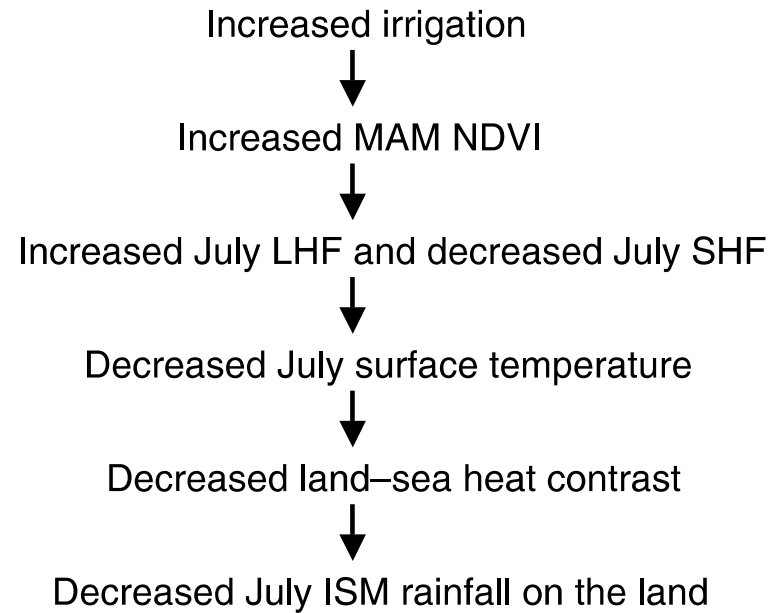 Increased irrigation
Increased MAM NDVI
Increased July LHF and decreased July SHF
Decreased July surface temperature
Decreased land–sea heat contrast
Decreased July ISM rainfall on the land